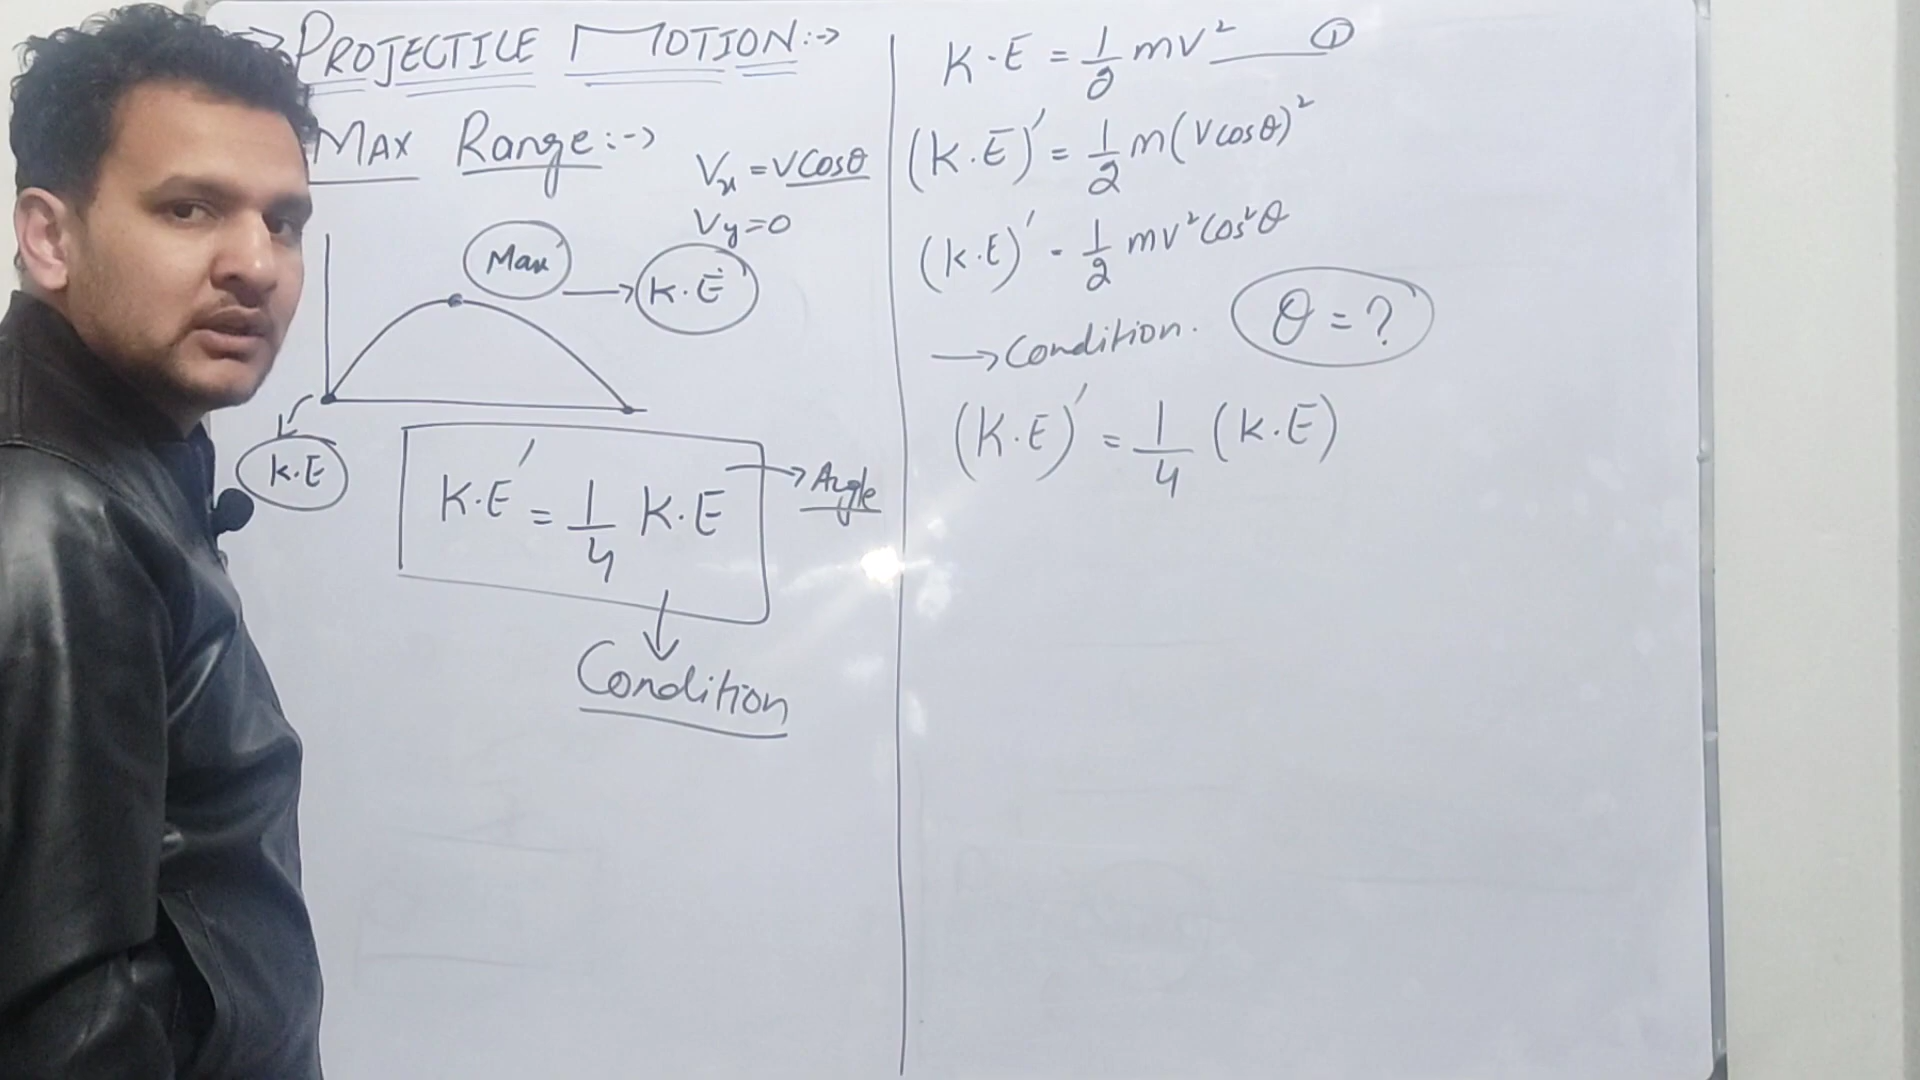 PROJECTILE MOTION:->
MAX Range:->
Vx = VCosθ
Vy=0
Max
K.E'
K.E
K.E' = 1/4 K.E
Angle
Condition
K.E = 1/2 mv² ①
(K.E)' = 1/2 m(Vcosθ)²
(K.E)' - 1/2 mv²Cos²θ
→Condition. θ = ?
(K.E)' = 1/4 (K.E)